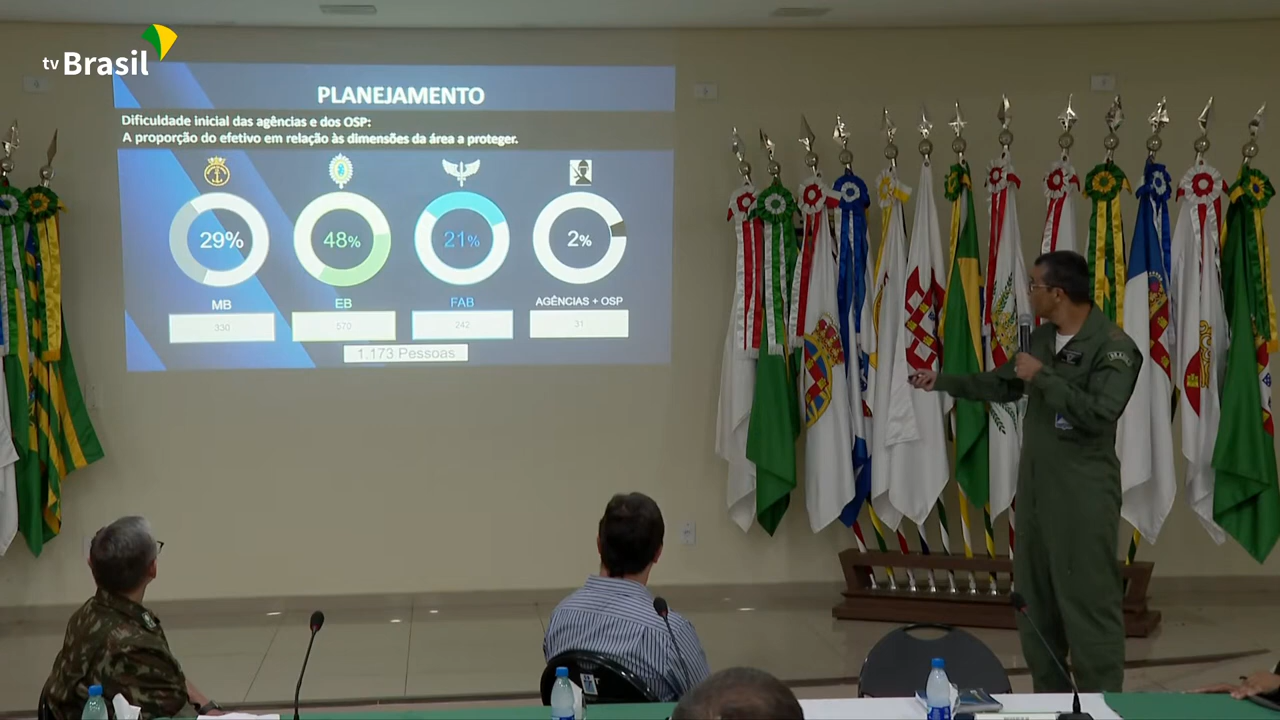 tv Brasil
PLANEJAMENTO
Dificuldade inicial das agências e dos OSP:
A proporção do efetivo em relação às dimensões da área a proteger.
29% 48% 21% 2%
MB EB FAB AGÊNCIAS + OSP
330 570 242 31
1.173 Pessoas